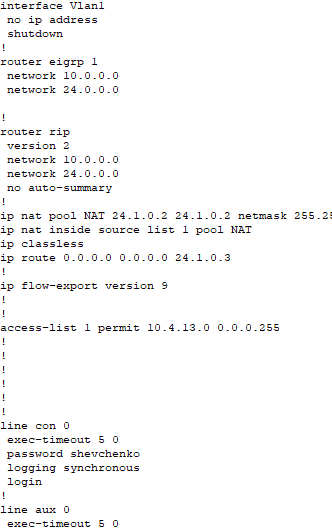 interface Vlan1
 no ip address
 shutdown
!
router eigrp 1
 network 10.0.0.0
 network 24.0.0.0

!
router rip
 version 2
 network 10.0.0.0
 network 24.0.0.0
 no auto-summary
!
ip nat pool NAT 24.1.0.2 24.1.0.2 netmask 255.25
ip nat inside source list 1 pool NAT
ip classless
ip route 0.0.0.0 0.0.0.0 24.1.0.3
!
ip flow-export version 9
!
!
access-list 1 permit 10.4.13.0 0.0.0.255
!
!
!
!
!
!
line con 0
 exec-timeout 5 0
 password shevchenko
 logging synchronous
 login
!
line aux 0
 exec-timeout 5 0